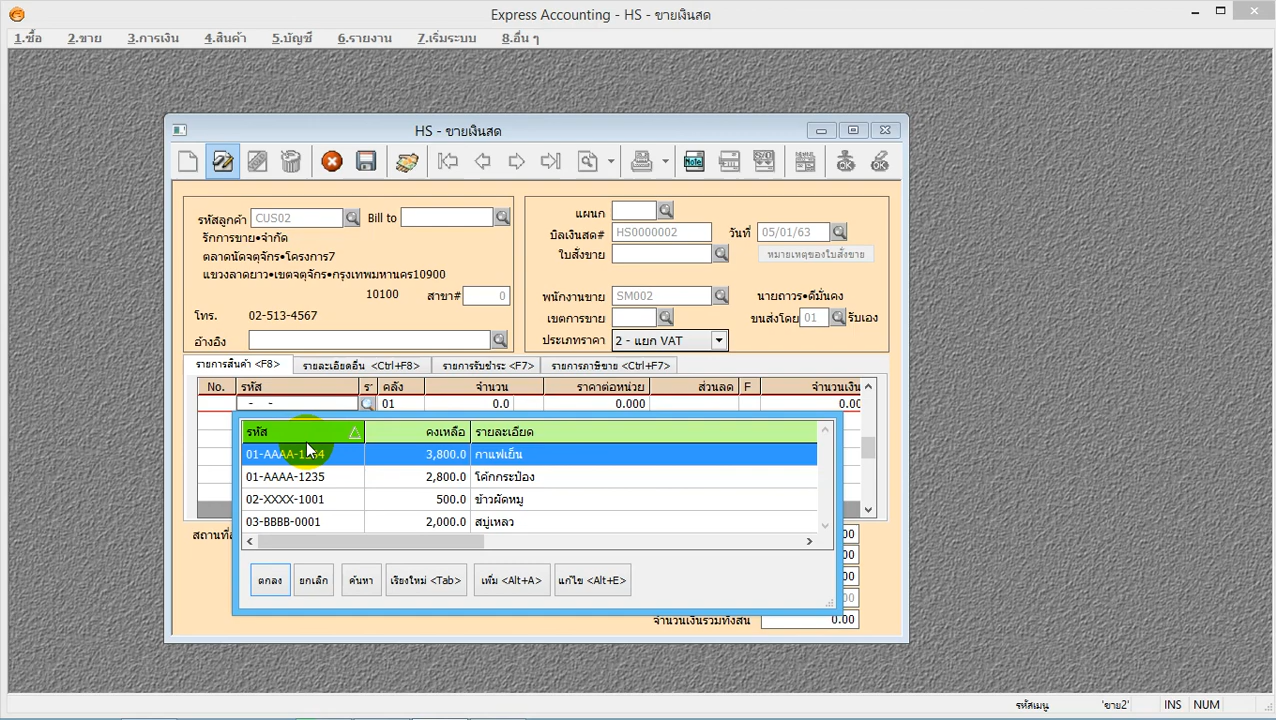 Express Accounting - HS - ขายเงินสด
1.ซื้อ 2.ขาย 3.การเงิน 4.สินค้า 5.บัญชี 6.รายงาน 7.เริ่มระบบ 8.อื่น ๆ
HS - ขายเงินสด
รหัสลูกค้า CUS02 Bill to
รักการขาย•จำกัด
ตลาดนัดจตุจักร•โครงการ7
แขวงลาดยาว•เขตจตุจักร•กรุงเทพมหานคร10900
10100 สาขา# 0
โทร. 02-513-4567
อ้างอิง
แผนก
บิลเงินสด# HS0000002 วันที่ 05/01/63
ใบสั่งขาย หมายเหตุของใบสั่งขาย
พนักงานขาย SM002 นายถาวร•ดีมั่นคง
เขตการขาย ขนส่งโดย 01 รับเอง
ประเภทราคา 2 - แยก VAT
รายการสินค้า <F8> รายละเอียดอื่น <Ctrl+F8> รายการรับชำระ <F7> รายการภาษีขาย <Ctrl+F7>
No. รหัส คลัง จำนวน ราคาต่อหน่วย ส่วนลด F จำนวนเงิน
- - 01 0.0 0.000 0.00
รหัส คงเหลือ รายละเอียด
3,800.0 กาแฟเย็น
01-AAAA-1235 2,800.0 โค้กกระป๋อง
02-XXXX-1001 500.0 ข้าวผัดหมู
03-BBBB-0001 2,000.0 สบู่เหลว
ตกลง ยกเลิก ค้นหา เรียงใหม่ <Tab> เพิ่ม <Alt+A> แก้ไข <Alt+E>
จำนวนเงินรวมทั้งสิ้น 0.00
รหัสเมนู 'ขาย2' INS NUM